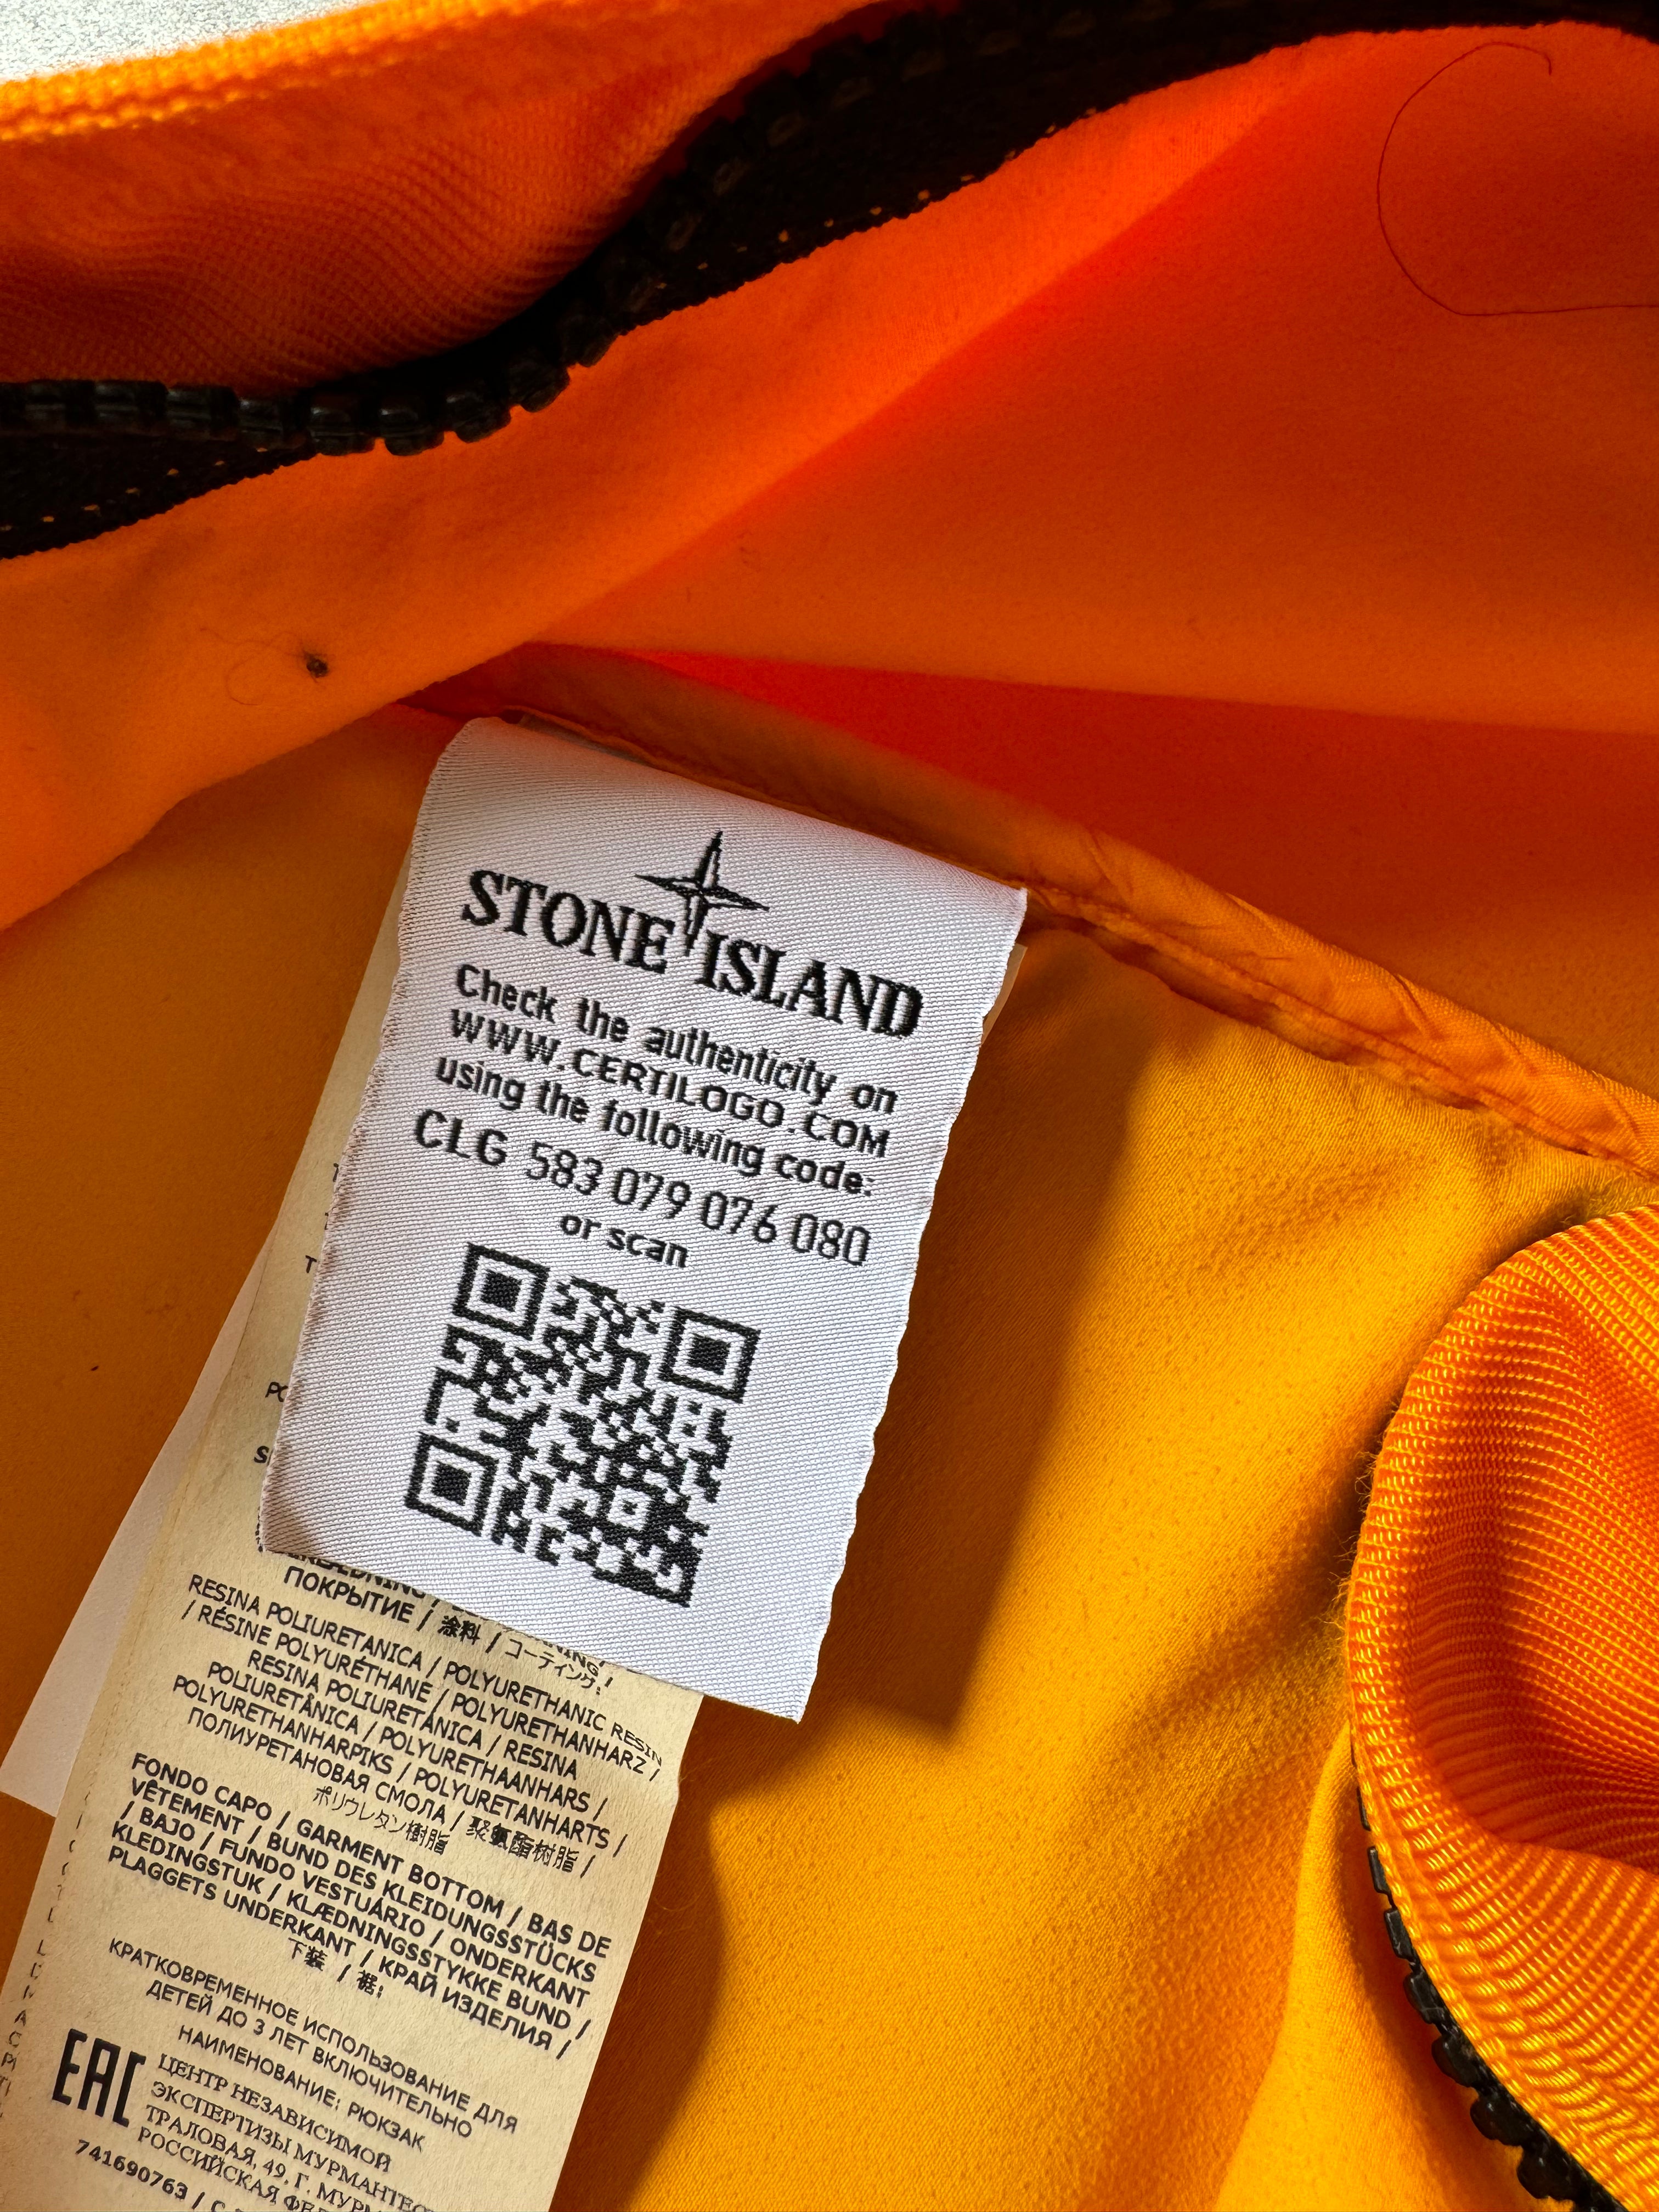 STONE ISLAND
Check the authenticity on
WWW.CERTILOGO.COM
using the following code:
CLG 583 079 076 080
or scan
ПОКРЫТИЕ / 涂料 / コーティング:
RESINA POLIURETANICA / POLYURETHANIC RESIN
/ RÉSINE POLYURÉTHANE / POLYURETHANHARZ /
RESINA POLIURETÁNICA / RESINA
POLIURETÂNICA / POLYURETHAANHARS /
POLYURETHANHARPIKS / POLYURETANHARTS /
ПОЛИУРЕТАНОВАЯ СМОЛА / 聚氨酯树脂 /
ポリウレタン樹脂
FONDO CAPO / GARMENT BOTTOM / BAS DE
VÊTEMENT / BUND DES KLEIDUNGSSTÜCKS
/ BAJO / FUNDO VESTUÁRIO / ONDERKANT
KLEDINGSTUK / KLÆDNINGSSTYKKE BUND /
PLAGGETS UNDERKANT / КРАЙ ИЗДЕЛИЯ /
下装 / 裾:
КРАТКОВРЕМЕННОЕ ИСПОЛЬЗОВАНИЕ ДЛЯ
ДЕТЕЙ ДО 3 ЛЕТ ВКЛЮЧИТЕЛЬНО
НАИМЕНОВАНИЕ: РЮКЗАК
EAC
ЦЕНТР НЕЗАВИСИМОЙ
ЭКСПЕРТИЗЫ МУРМАНТЕСТ
ТРАЛОВАЯ, 49, Г. МУРМ
РОССИЙСКАЯ ФЕ
741690763 /